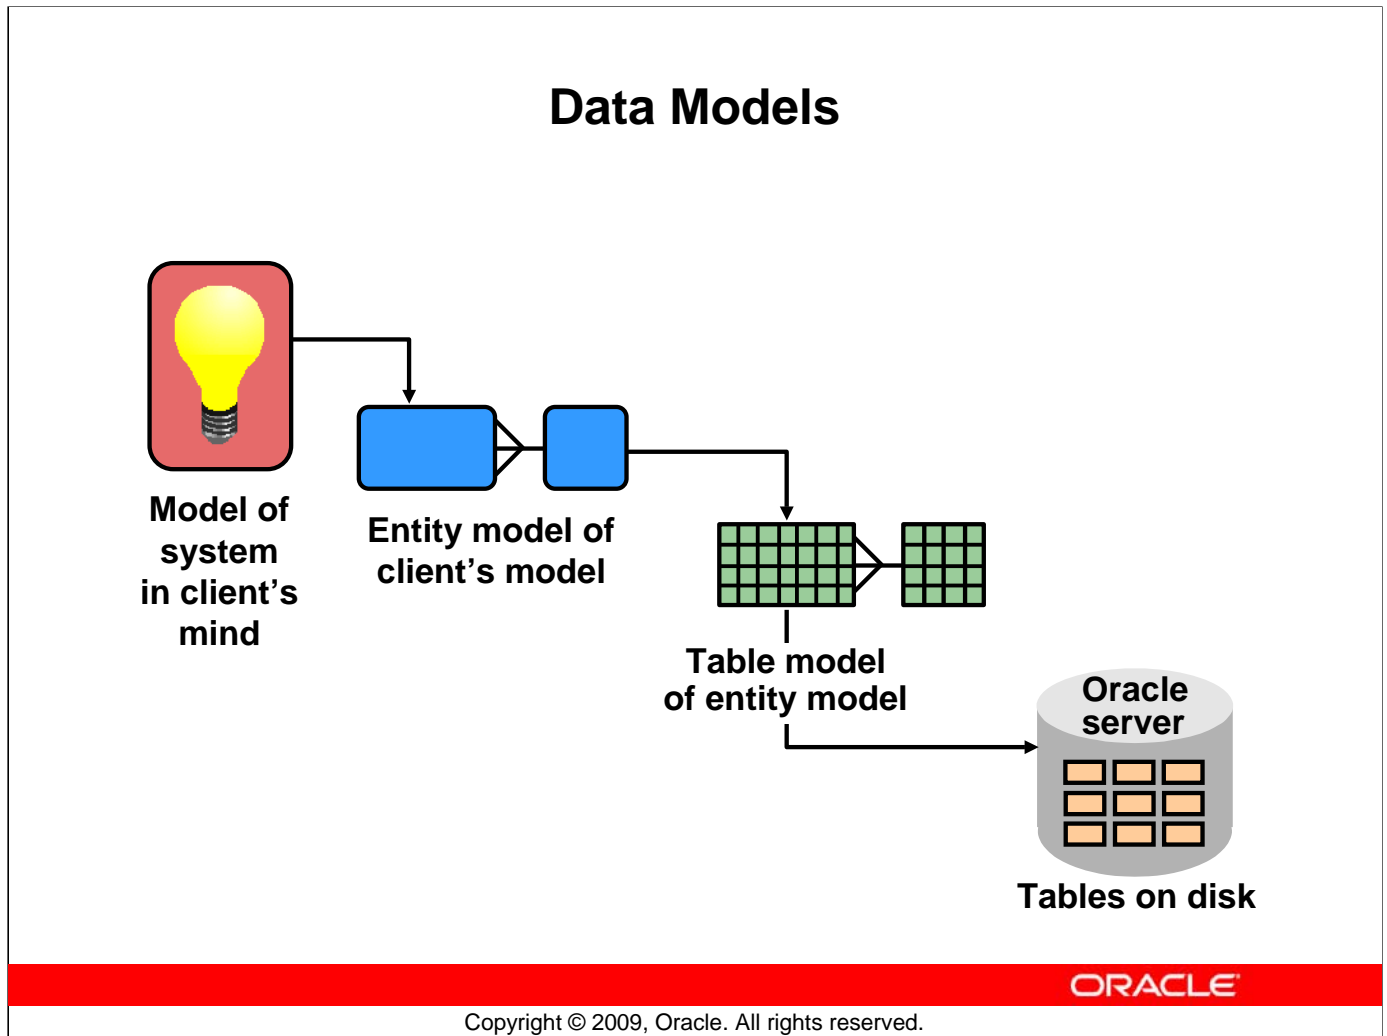 Data Models
Model of
system
in client's
mind
Entity model of
client's model
Table model
of entity model
Oracle
server
Tables on disk
ORACLE
Copyright © 2009, Oracle. All rights reserved.